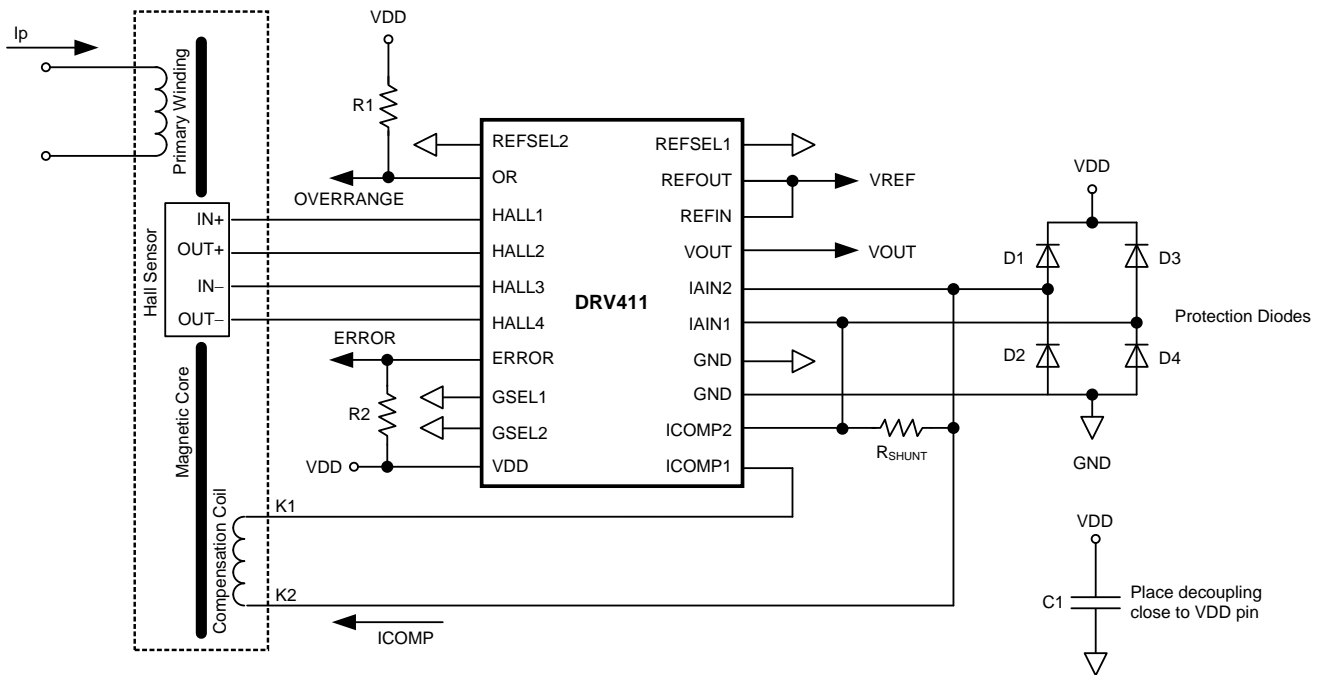 Ip
Primary Winding
Hall Sensor
IN+
OUT+
IN−
OUT−
Magnetic Core
Compensation Coil
K1
K2
ICOMP
VDD
R1
OVERRANGE
ERROR
R2
VDD
DRV411
REFSEL2
OR
HALL1
HALL2
HALL3
HALL4
ERROR
GSEL1
GSEL2
VDD
REFSEL1
REFOUT
REFIN
VOUT
IAIN2
IAIN1
GND
GND
ICOMP2
ICOMP1
VREF
VOUT
RSHUNT
VDD
D1
D3
D2
D4
Protection Diodes
GND
VDD
C1
Place decoupling
close to VDD pin